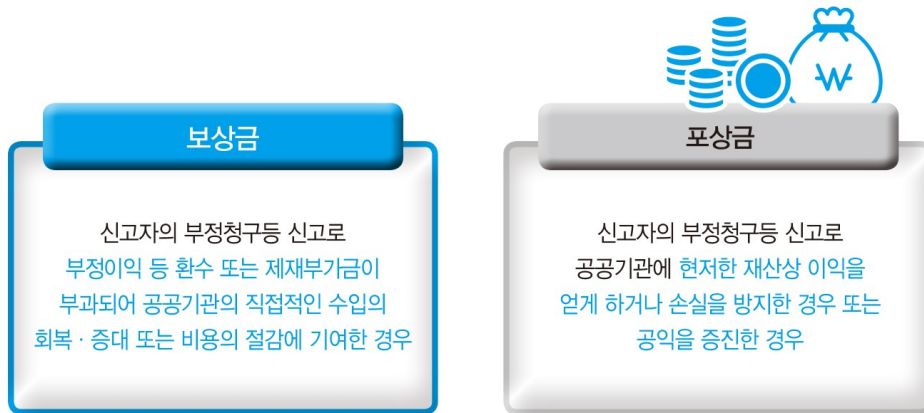 보상금
신고자의 부정청구등 신고로
부정이익 등 환수 또는 제재부가금이
부과되어 공공기관의 직접적인 수입의
회복 · 증대 또는 비용의 절감에 기여한 경우
₩
포상금
신고자의 부정청구등 신고로
공공기관에 현저한 재산상 이익을
얻게 하거나 손실을 방지한 경우 또는
공익을 증진한 경우